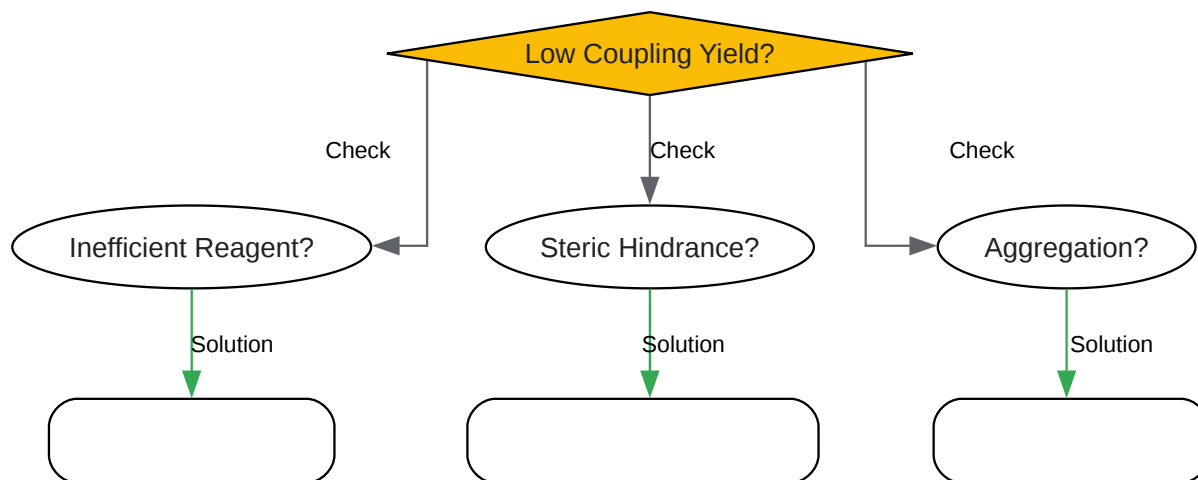 Low Coupling Yield?
Check
Check
Check
Inefficient Reagent?
Steric Hindrance?
Aggregation?
Solution
Solution
Solution